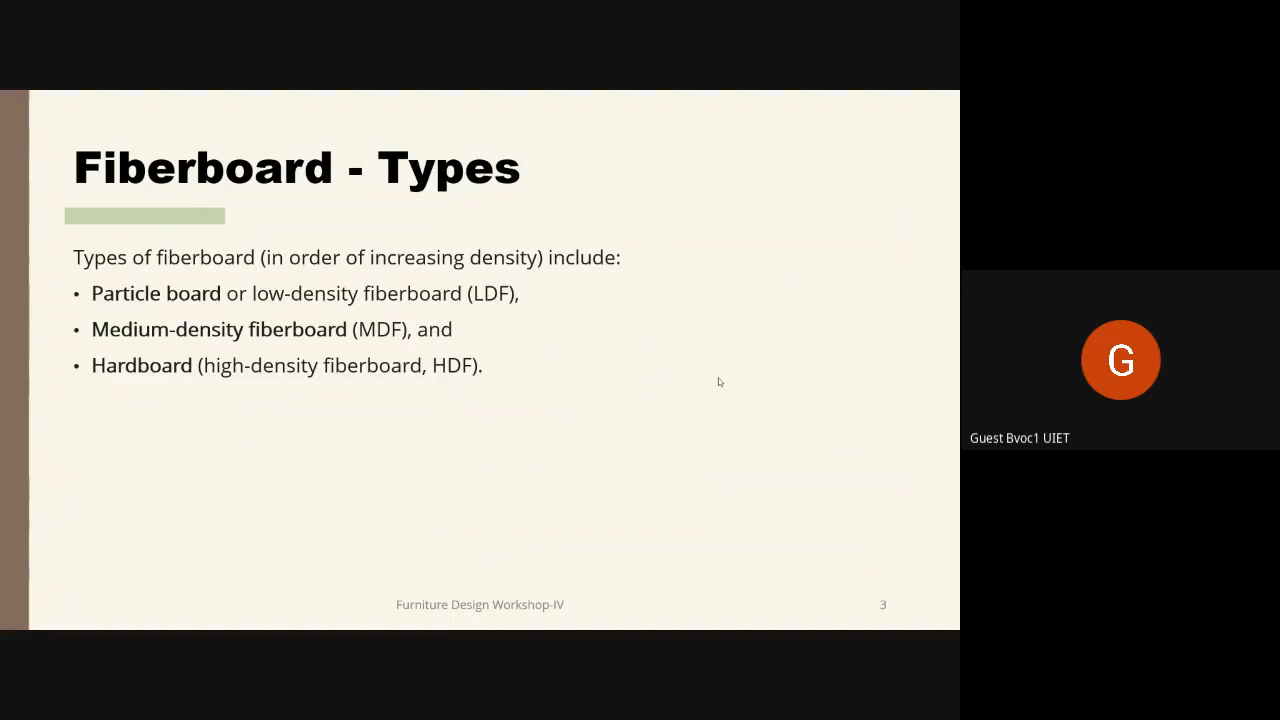 Fiberboard - Types
Types of fiberboard (in order of increasing density) include:
• Particle board or low-density fiberboard (LDF),
• Medium-density fiberboard (MDF), and
• Hardboard (high-density fiberboard, HDF).
Furniture Design Workshop-IV
3
G
Guest Bvoc1 UIET